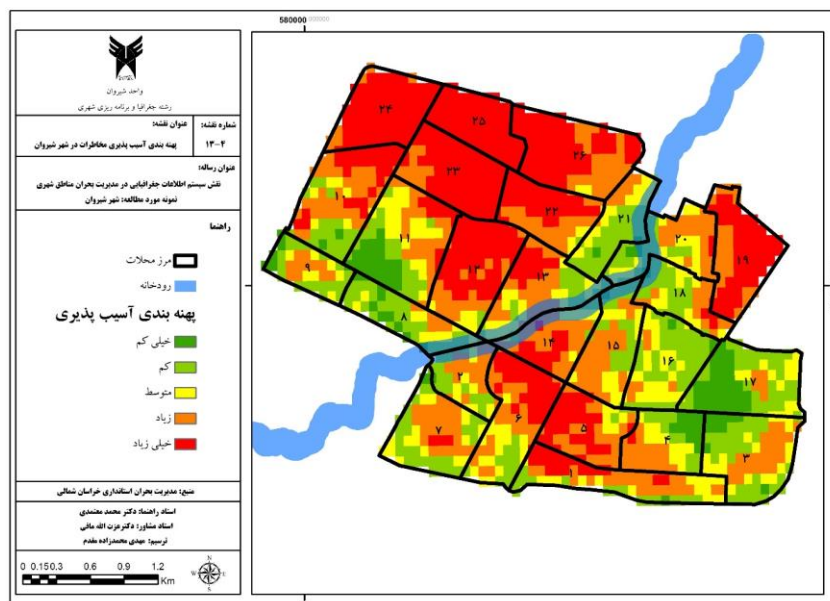 580000
واحد شیروان
رشته جغرافیا و برنامه ریزی شهری
شماره نقشه:
۱۳-۴
عنوان نقشه:
پهنه بندی آسیب پذیری مخاطرات در شهر شیروان
عنوان رساله:
نقش سیستم اطلاعات جغرافیایی در مدیریت بحران مناطق شهری
نمونه مورد مطالعه: شهر شیروان
راهنما
مرز محلات
رودخانه
پهنه بندی آسیب پذیری
خیلی کم
کم
متوسط
زیاد
خیلی زیاد
منبع: مدیریت بحران استانداری خراسان شمالی
استاد راهنما: دکتر محمد معتمدی
استاد مشاور: دکتر عزت الله مافی
ترسیم: مهدی محمدزاده مقدم
0 0.15 0.3 0.6 0.9 1.2
Km
N
W E
S
۲۴
۲۵
۲۶
۲۳
۲۲
۱۰
۱۱
۲۱
۲۰
۱۹
۱۲
۱۳
۹
۱۸
۸
۱۴
۱۵
۱۶
۱۷
۲
۶
۷
۵
۴
۳
۱